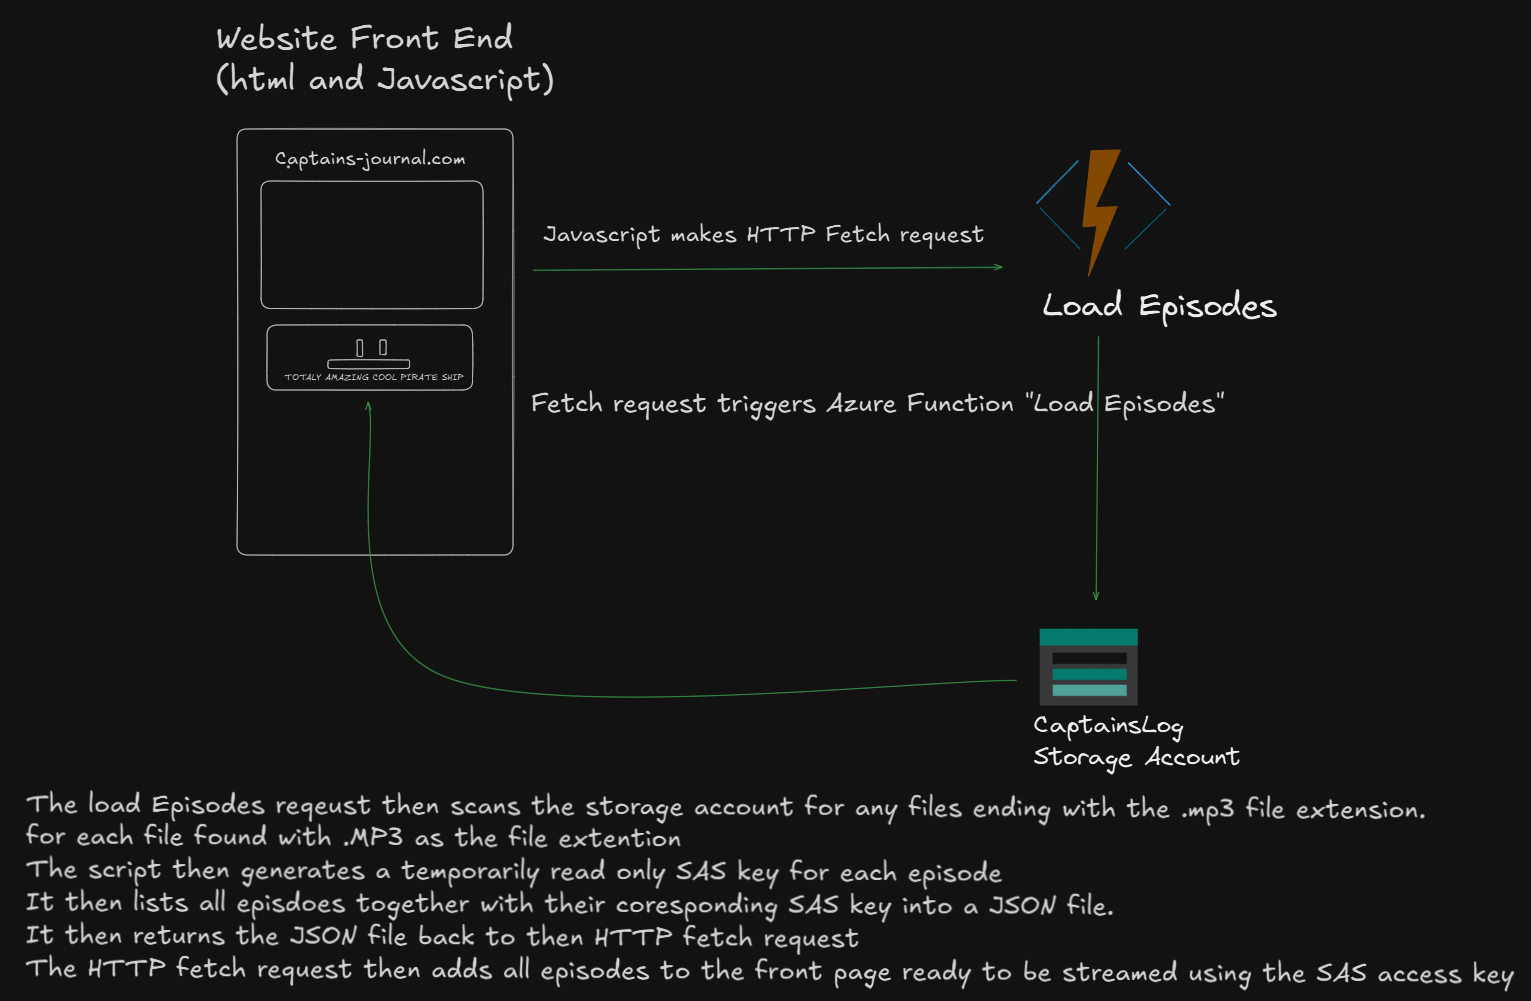 Website Front End
(html and Javascript)
Captains-journal.com
Javascript makes HTTP Fetch request
Load Episodes
TOTALY AMAZING COOL PIRATE SHIP
Fetch request triggers Azure Function "Load Episodes"
CaptainsLog
Storage Account
The load Episodes reqeust then scans the storage account for any files ending with the .mp3 file extension.
for each file found with .MP3 as the file extention
The script then generates a temporarily read only SAS key for each episode
It then lists all episdoes together with their coresponding SAS key into a JSON file.
It then returns the JSON file back to then HTTP fetch request
The HTTP fetch request then adds all episodes to the front page ready to be streamed using the SAS access key